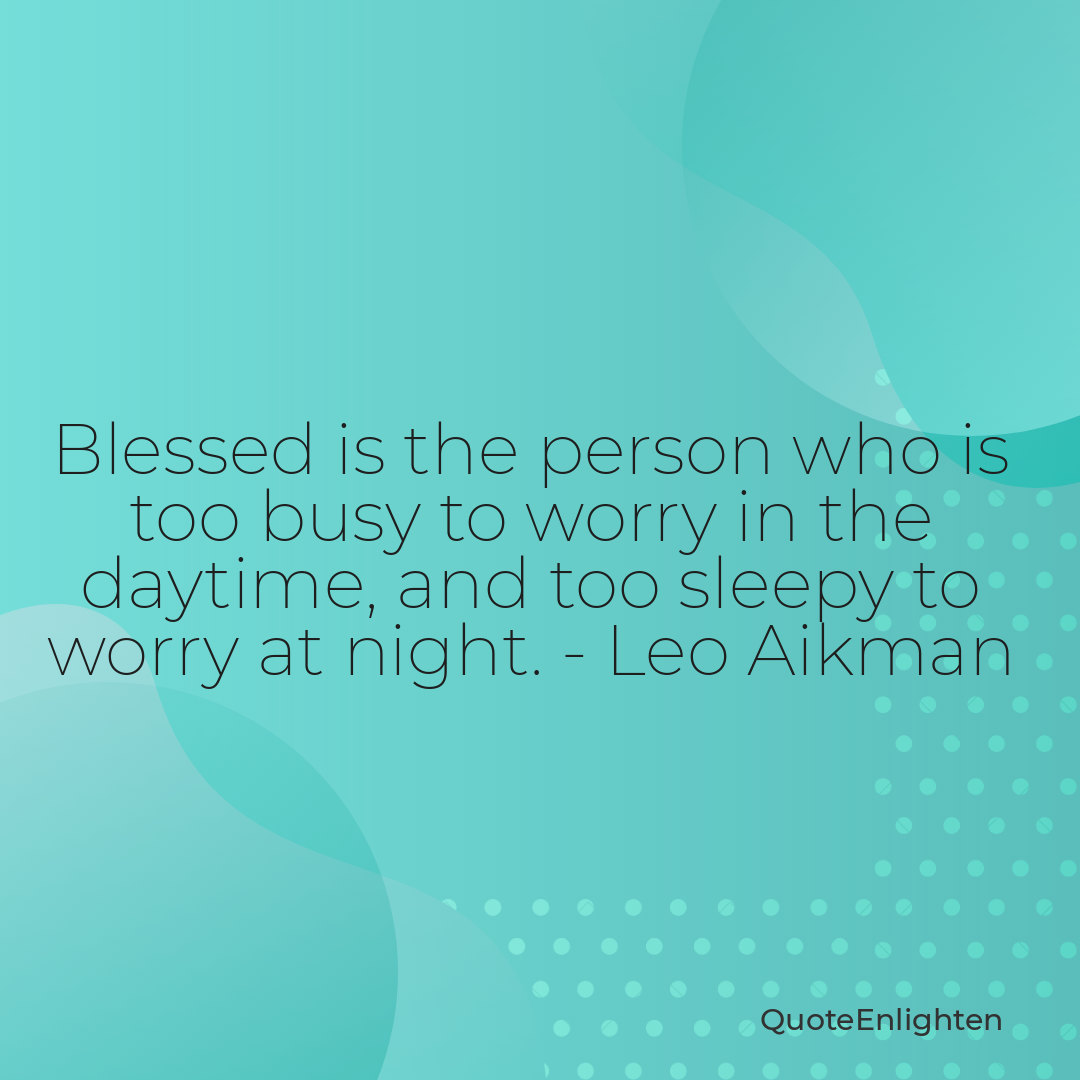 Blessed is the person who is
too busy to worry in the
daytime, and too sleepy to
worry at night. - Leo Aikman
QuoteEnlighten